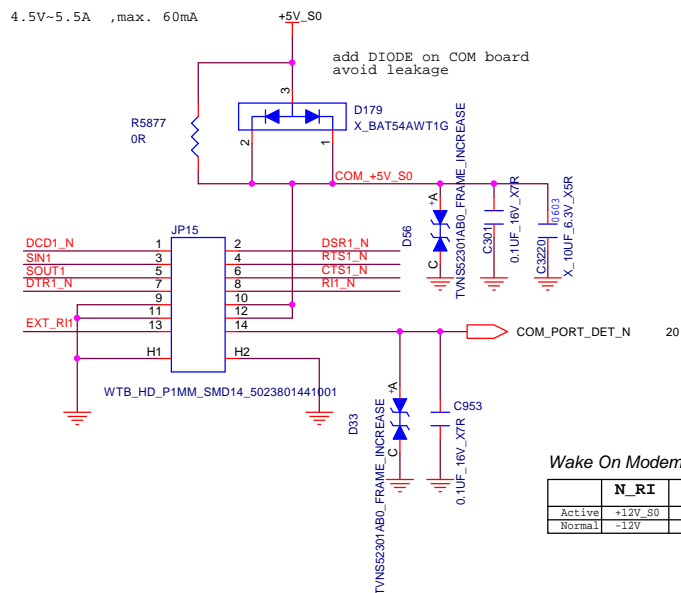 4.5V~5.5A ,max. 60mA
+5V_S0
add DIODE on COM board
avoid leakage
R5877
0R
3
D179
X_BAT54AWT1G
2
1
COM_+5V_S0
+A
C
D56
TVNS52301AB0_FRAME_INCREASE
C301
0.1UF_16V_X7R
C3220
0603
X_10UF_6.3V_X5R
JP15
DCD1_N
1
2
DSR1_N
SIN1
3
4
RTS1_N
SOUT1
5
6
CTS1_N
DTR1_N
7
8
RI1_N
9
10
11
12
EXT_RI1
13
14
COM_PORT_DET_N
20
H1
H2
WTB_HD_P1MM_SMD14_5023801441001
+A
C
D33
TVNS52301AB0_FRAME_INCREASE
C953
0.1UF_16V_X7R
Wake On Modem
N_RI
Active
+12V_S0
Normal
-12V